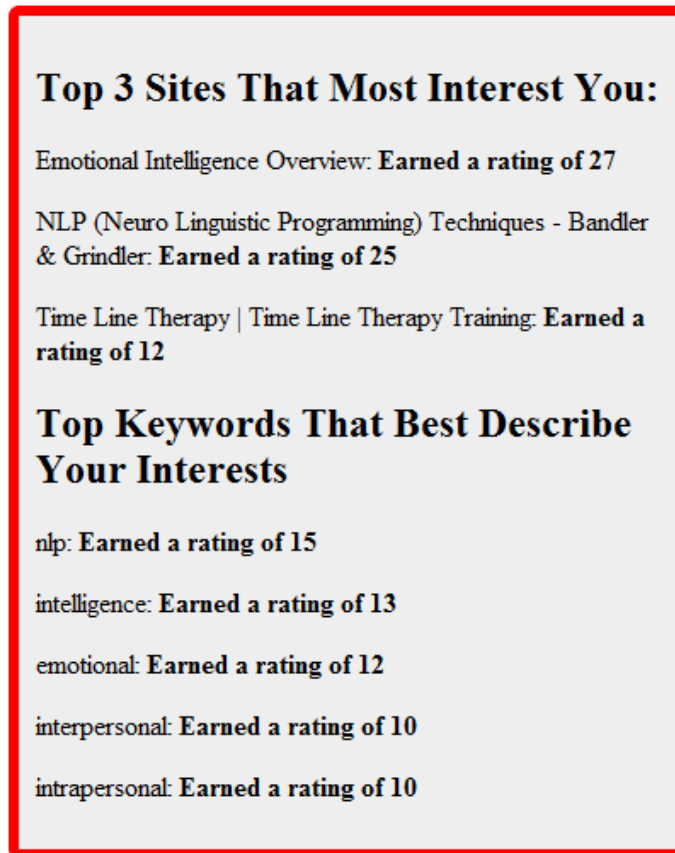 Top 3 Sites That Most Interest You:
Emotional Intelligence Overview: Earned a rating of 27
NLP (Neuro Linguistic Programming) Techniques - Bandler
& Grindler: Earned a rating of 25
Time Line Therapy | Time Line Therapy Training: Earned a
rating of 12
Top Keywords That Best Describe
Your Interests
nlp: Earned a rating of 15
intelligence: Earned a rating of 13
emotional: Earned a rating of 12
interpersonal: Earned a rating of 10
intrapersonal: Earned a rating of 10